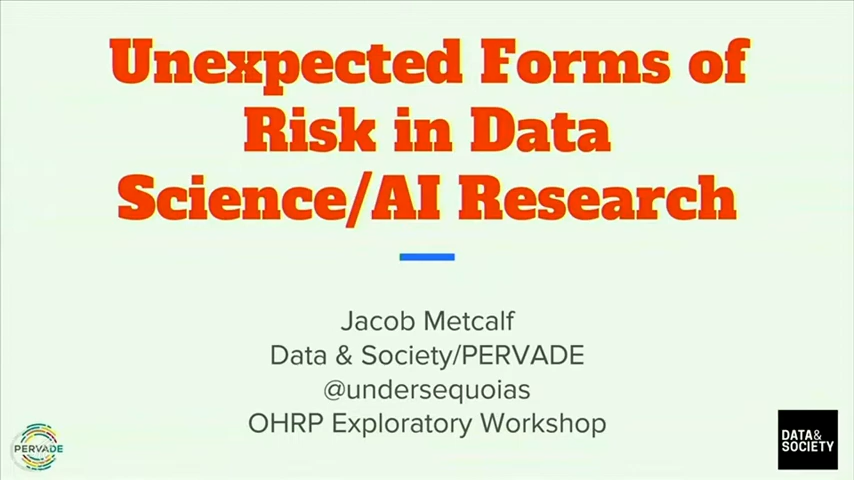 Unexpected Forms of
Risk in Data
Science/AI Research
Jacob Metcalf
Data & Society/PERVADE
@undersequoias
OHRP Exploratory Workshop
PERVADE
DATA&
SOCIETY